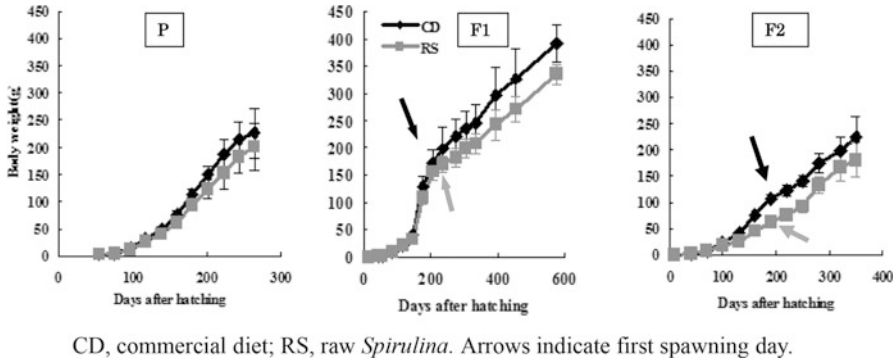 P
F1
F2
CD
RS
Body weight(g)
450
400
350
300
250
200
150
100
50
0
0 100 200 300
Days after hatching
450
400
350
300
250
200
150
100
50
0
0 200 400 600
Days after hatching
450
400
350
300
250
200
150
100
50
0
0 100 200 300 400
Days after hatching
CD, commercial diet; RS, raw Spirulina. Arrows indicate first spawning day.